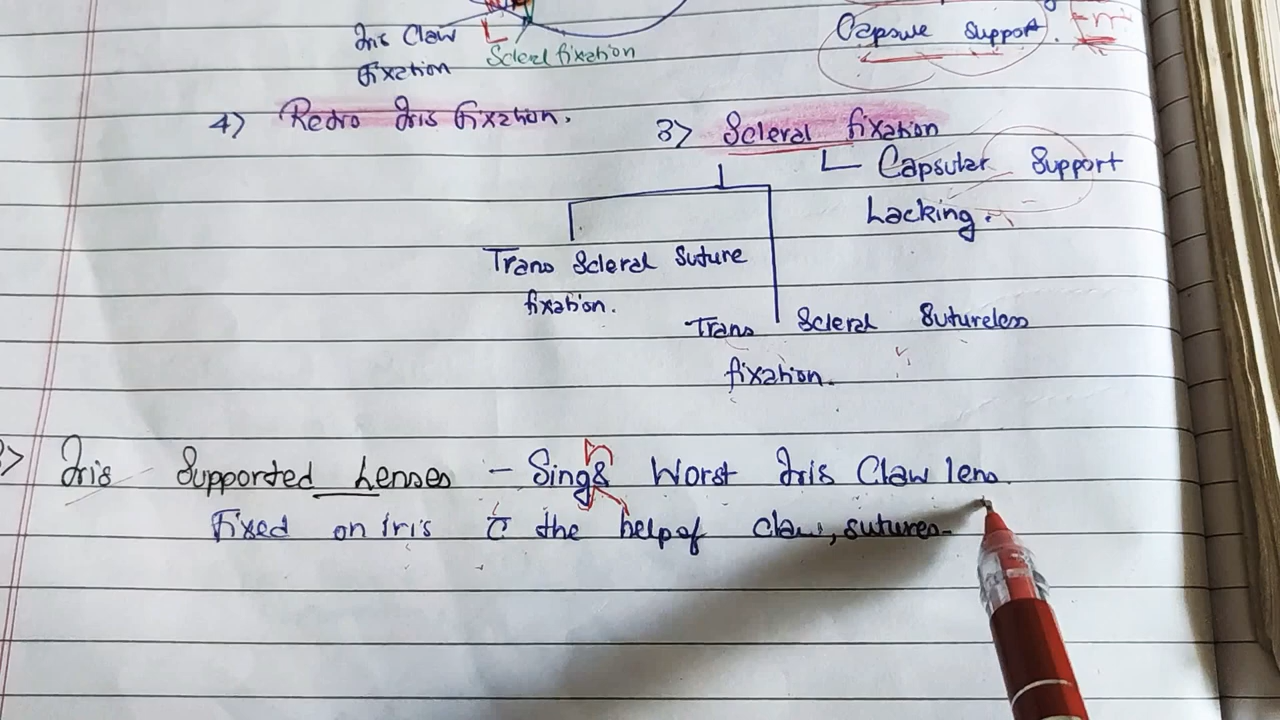 Iris Claw
fixation
Scleral fixation
Capsule support.
4) Retro Iris fixation.
3) Scleral fixation
Capsular Support
Lacking.
Trans Scleral Suture
fixation.
Trans Scleral Sutureless
fixation.
Iris Supported Lenses - Sings Worst Iris Claw lens
Fixed on iris c̄ the help of claw, sutures-